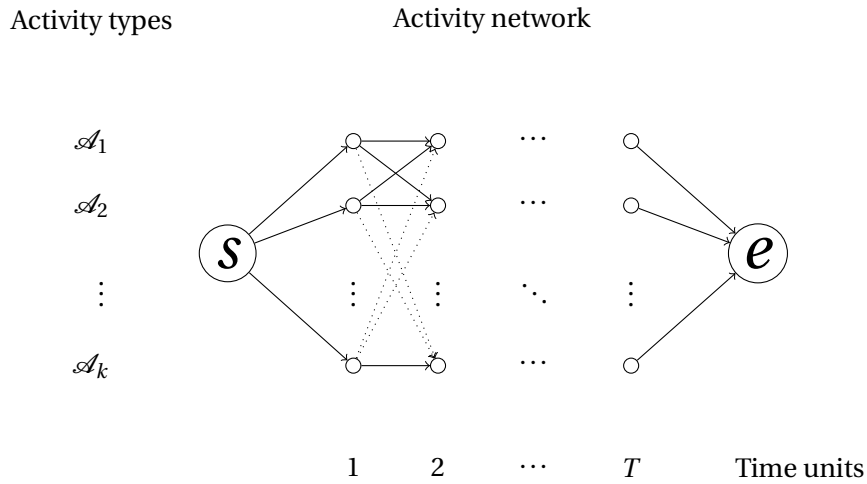 Activity types Activity network
𝒜₁ ⋯
𝒜₂ ⋯
s e
⋮ ⋮ ⋮ ⋱ ⋮
𝒜ₖ ⋯
1 2 ⋯ T Time units